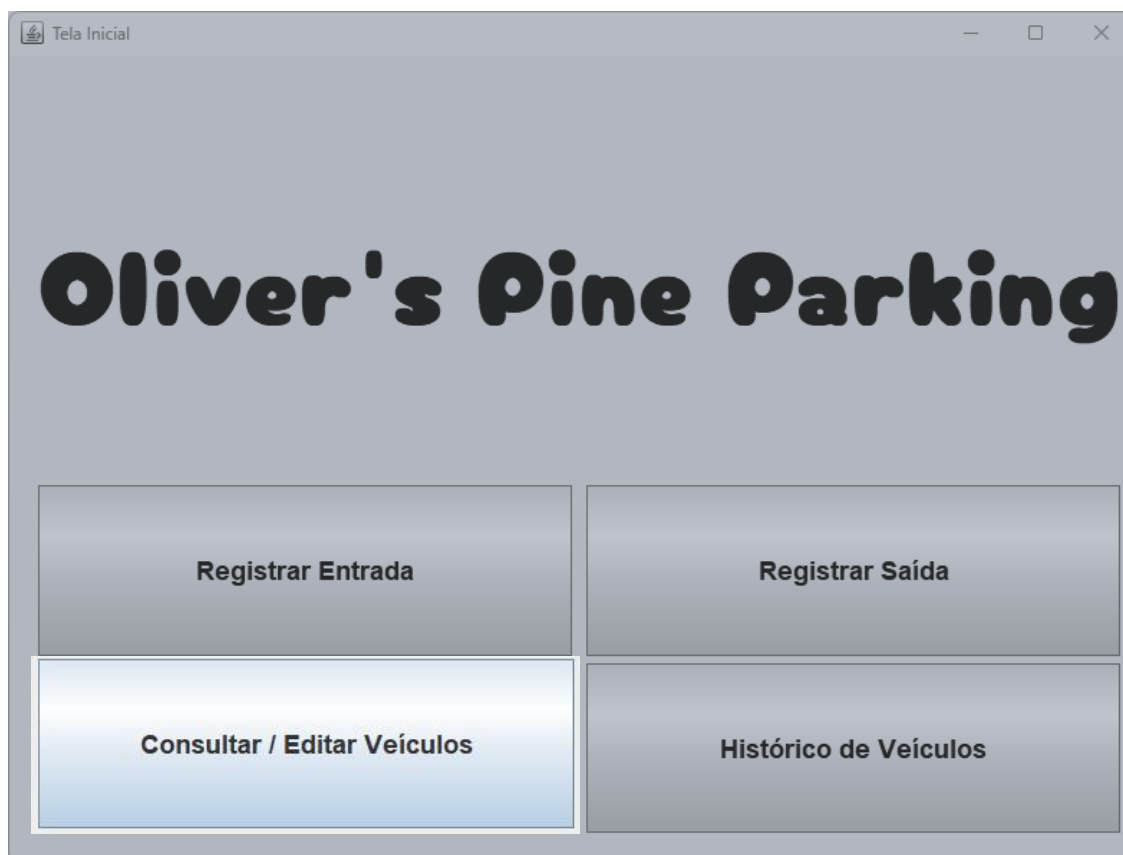 Tela Inicial
Oliver's Pine Parking
Registrar Entrada
Registrar Saída
Consultar / Editar Veículos
Histórico de Veículos